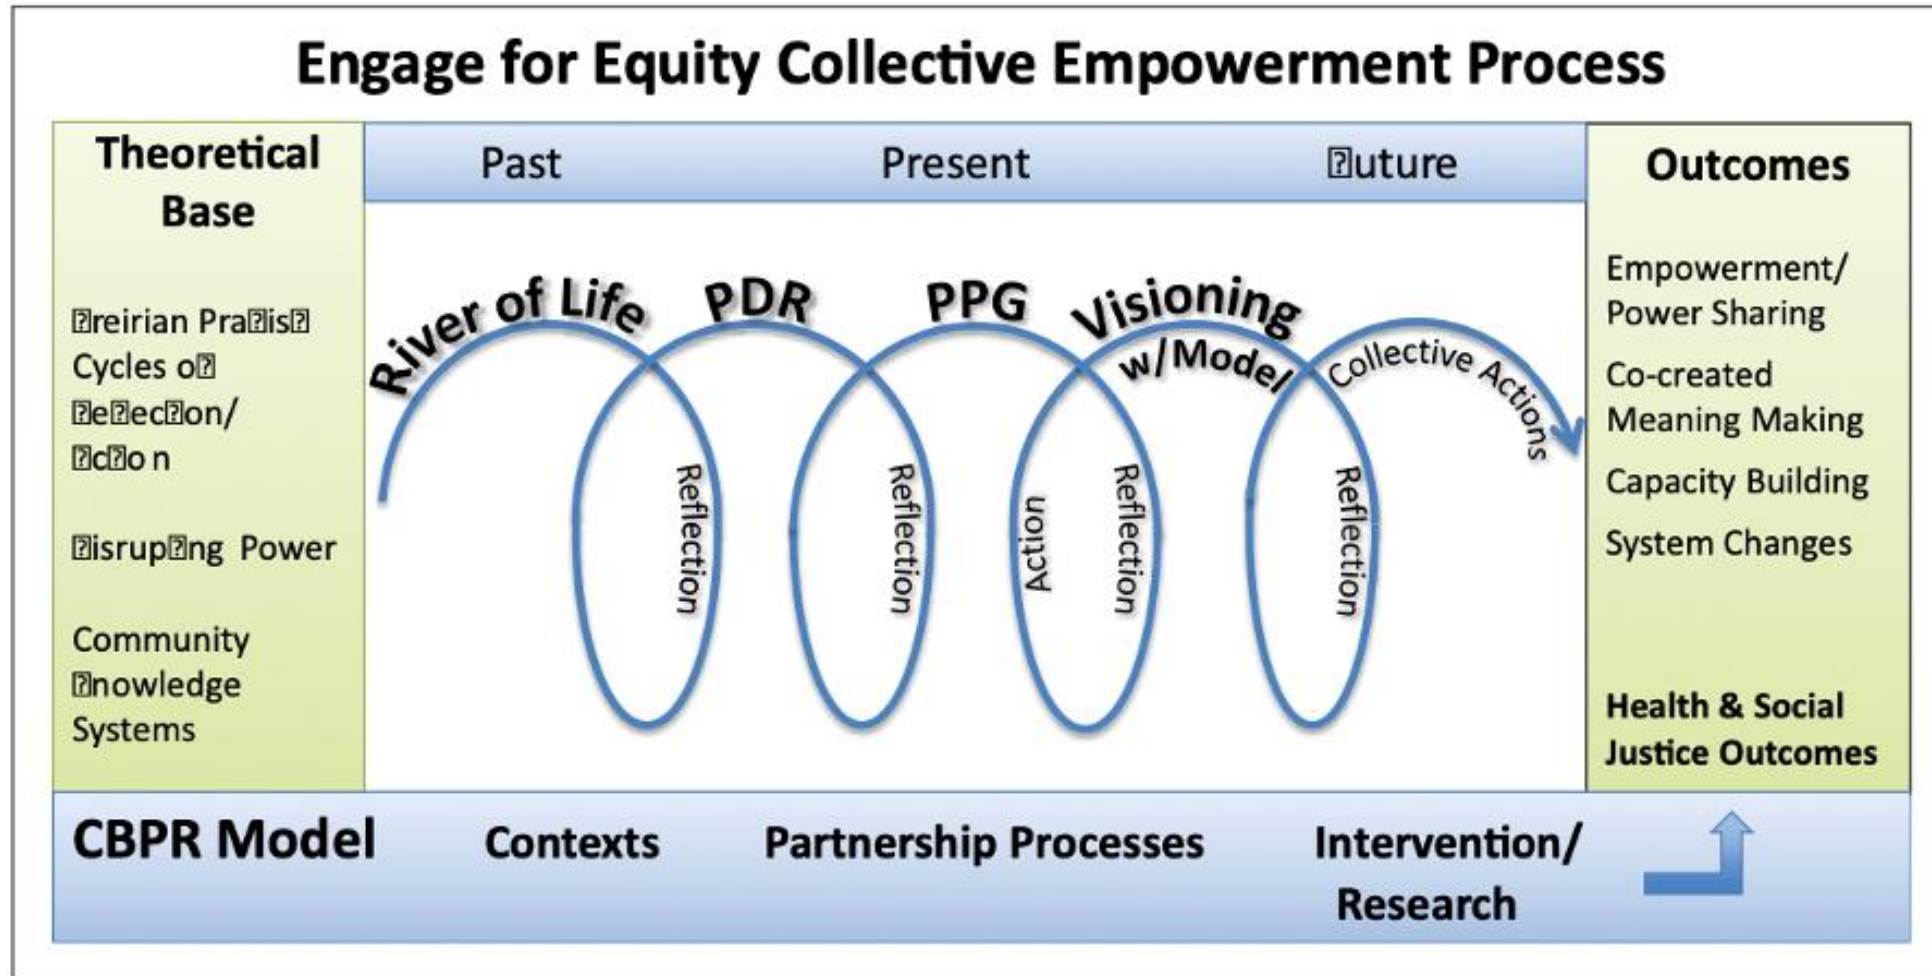 Engage for Equity Collective Empowerment Process
Theoretical
Base
Past
Present
Cycles
Power
Community
Systems
River of Life
PDR
PPG
Visioning
w/Model
Collective Actions
Reflection
Reflection
Action
Reflection
Reflection
Outcomes
Empowerment/
Power Sharing
Co-created
Meaning Making
Capacity Building
System Changes
Health & Social
Justice Outcomes
CBPR Model
Contexts
Partnership Processes
Intervention/
Research